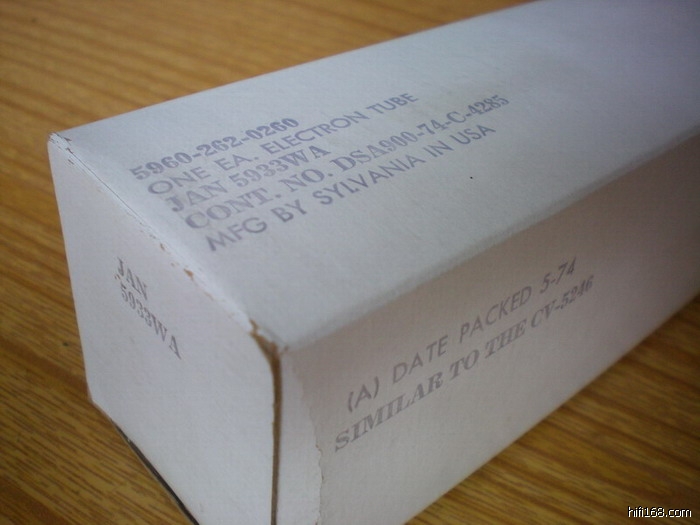 5960-262-0260
ONE EA. ELECTRON TUBE
JAN 5933WA
CONT. NO. DSA900-74-C-4285
MFG BY SYLVANIA IN USA
JAN
5933WA
(A) DATE PACKED 5-74
SIMILAR TO THE CV-5246
hifi168.com